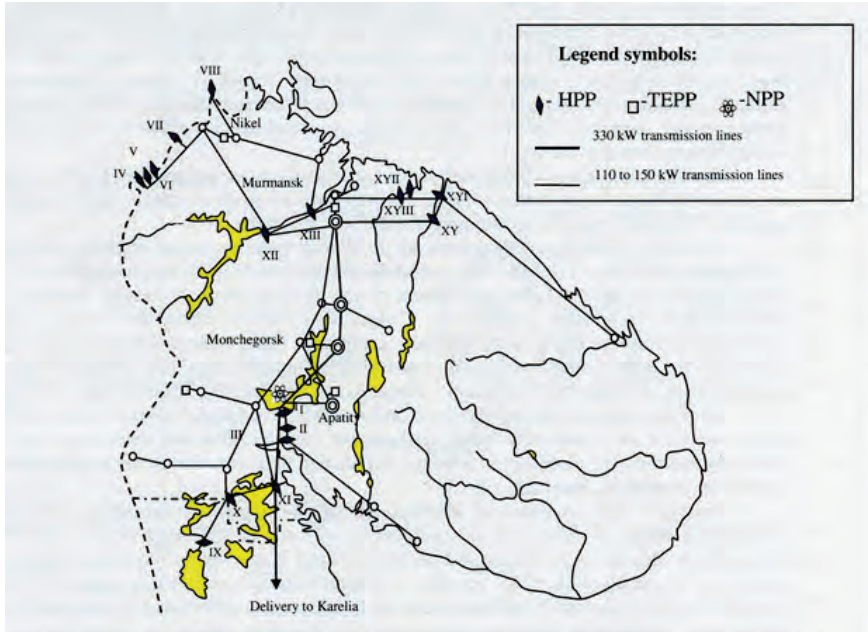 Legend symbols:
- HPP
-TEPP
-NPP
330 kW transmission lines
110 to 150 kW transmission lines
VIII
Nikel
VII
V
IV
VI
Murmansk
XYII
XYIII
XYI
XY
XII
XIII
Monchegorsk
I
Apatit
II
III
XI
X
IX
Delivery to Karelia